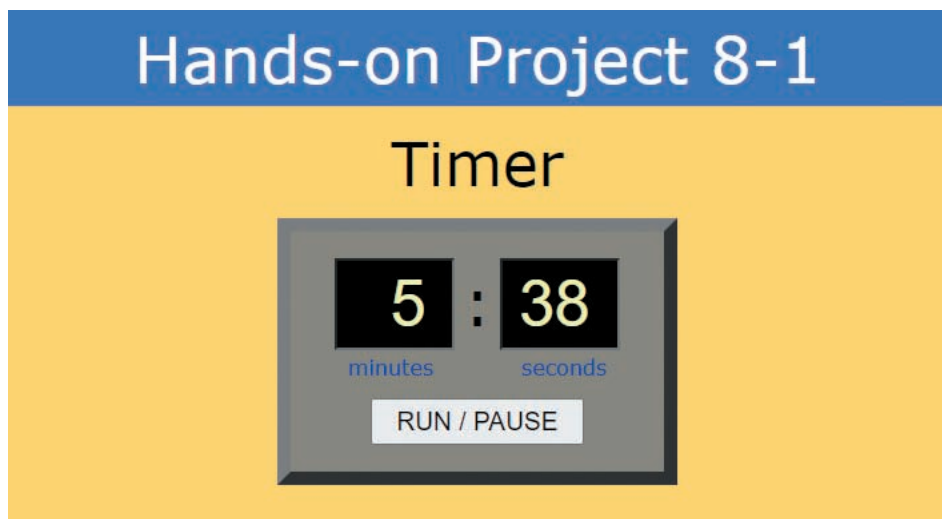 Hands-on Project 8-1
Timer
5 : 38
minutes seconds
RUN / PAUSE